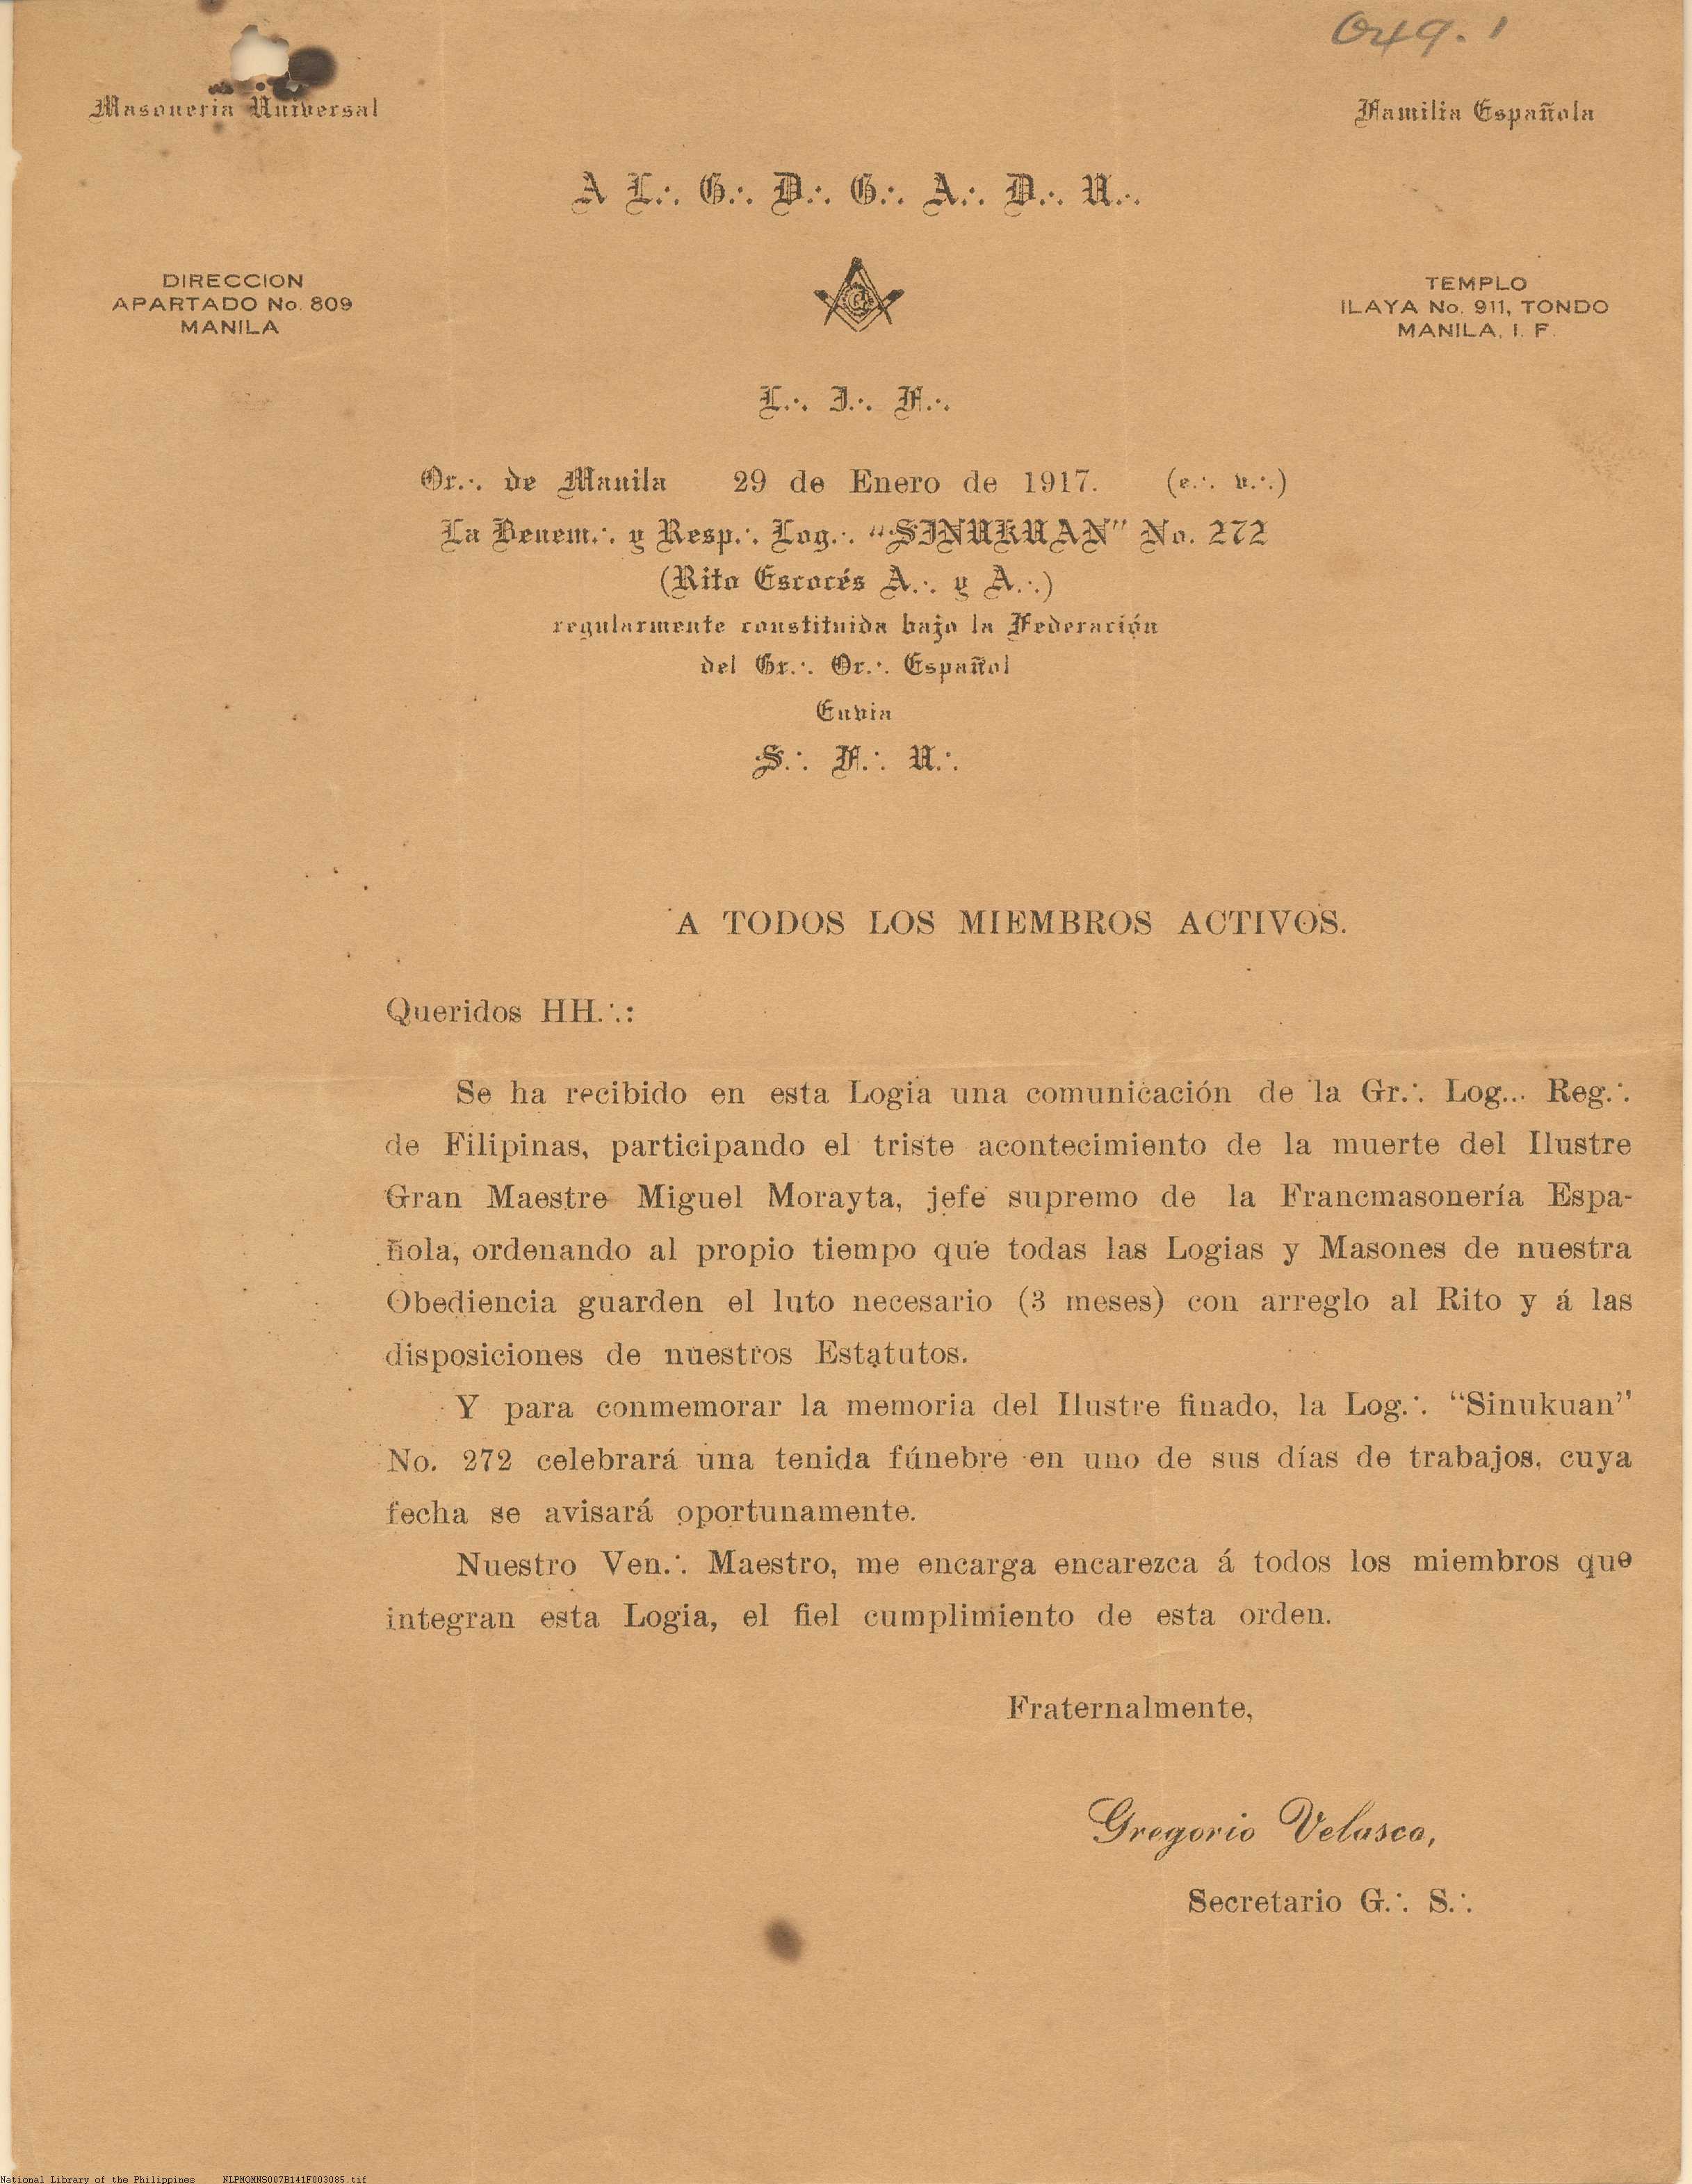 049.1
Masoneria Universal
Familia Española
A L.·. G.·. D.·. G.·. A.·. D.·. U.·.
DIRECCION
APARTADO No. 809
MANILA
G
TEMPLO
ILAYA No. 911, TONDO
MANILA, I. F.
L.·. I.·. F.·.
Or.·. de Manila 29 de Enero de 1917. (e.·. v.·.)
La Benem.·. y Resp.·. Log.·. "SINUKUAN" No. 272
(Rito Escocés A.·. y A.·.)
regularmente constituida bajo la Federación
del Gr.·. Or.·. Español
Envia
S.·. F.·. U.·.
A TODOS LOS MIEMBROS ACTIVOS.
Queridos HH.·.:
Se ha recibido en esta Logia una comunicación de la Gr.·. Log... Reg.·.
de Filipinas, participando el triste acontecimiento de la muerte del Ilustre
Gran Maestre Miguel Morayta, jefe supremo de la Francmasonería Espa-
ñola, ordenando al propio tiempo que todas las Logias y Masones de nuestra
Obediencia guarden el luto necesario (3 meses) con arreglo al Rito y á las
disposiciones de nuestros Estatutos.
Y para conmemorar la memoria del Ilustre finado, la Log.·. "Sinukuan"
No. 272 celebrará una tenida fúnebre en uno de sus días de trabajos, cuya
fecha se avisará oportunamente.
Nuestro Ven.·. Maestro, me encarga encarezca á todos los miembros que
integran esta Logia, el fiel cumplimiento de esta orden.
Fraternalmente,
Gregorio Velasco,
Secretario G.·. S.·.
National Library of the Philippines NLPMQMNS007B141F003085.tif